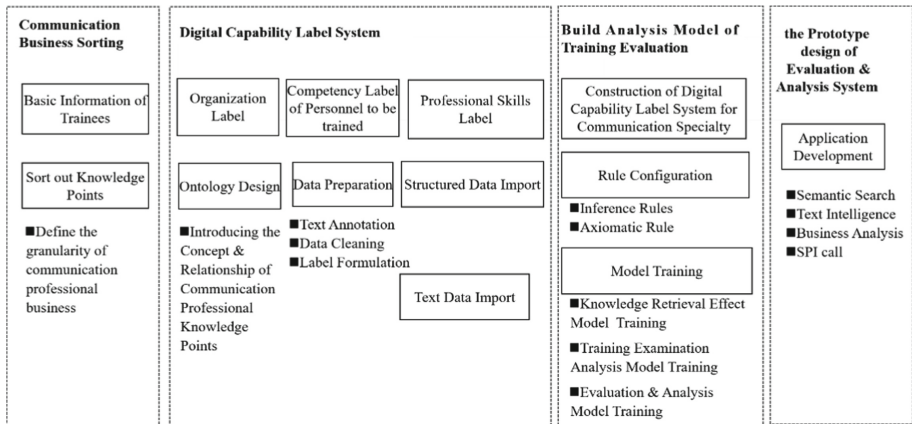 Communication
Business Sorting
Basic Information of
Trainees
Sort out Knowledge
Points
■Define the
granularity of
communication
professional
business
Digital Capability Label System
Organization
Label
Competency Label
of Personnel to be
trained
Professional Skills
Label
Ontology Design
■Introducing the
Concept &
Relationship of
Communication
Professional
Knowledge
Points
Data Preparation
■Text Annotation
■Data Cleaning
■Label Formulation
Structured Data Import
Text Data Import
Build Analysis Model of
Training Evaluation
Construction of Digital
Capability Label System for
Communication Specialty
Rule Configuration
■Inference Rules
■Axiomatic Rule
Model Training
■Knowledge Retrieval Effect
Model Training
■Training Examination
Analysis Model Training
■Evaluation & Analysis
Model Training
the Prototype
design of
Evaluation &
Analysis System
Application
Development
■Semantic Search
■Text Intelligence
■Business Analysis
■SPI call